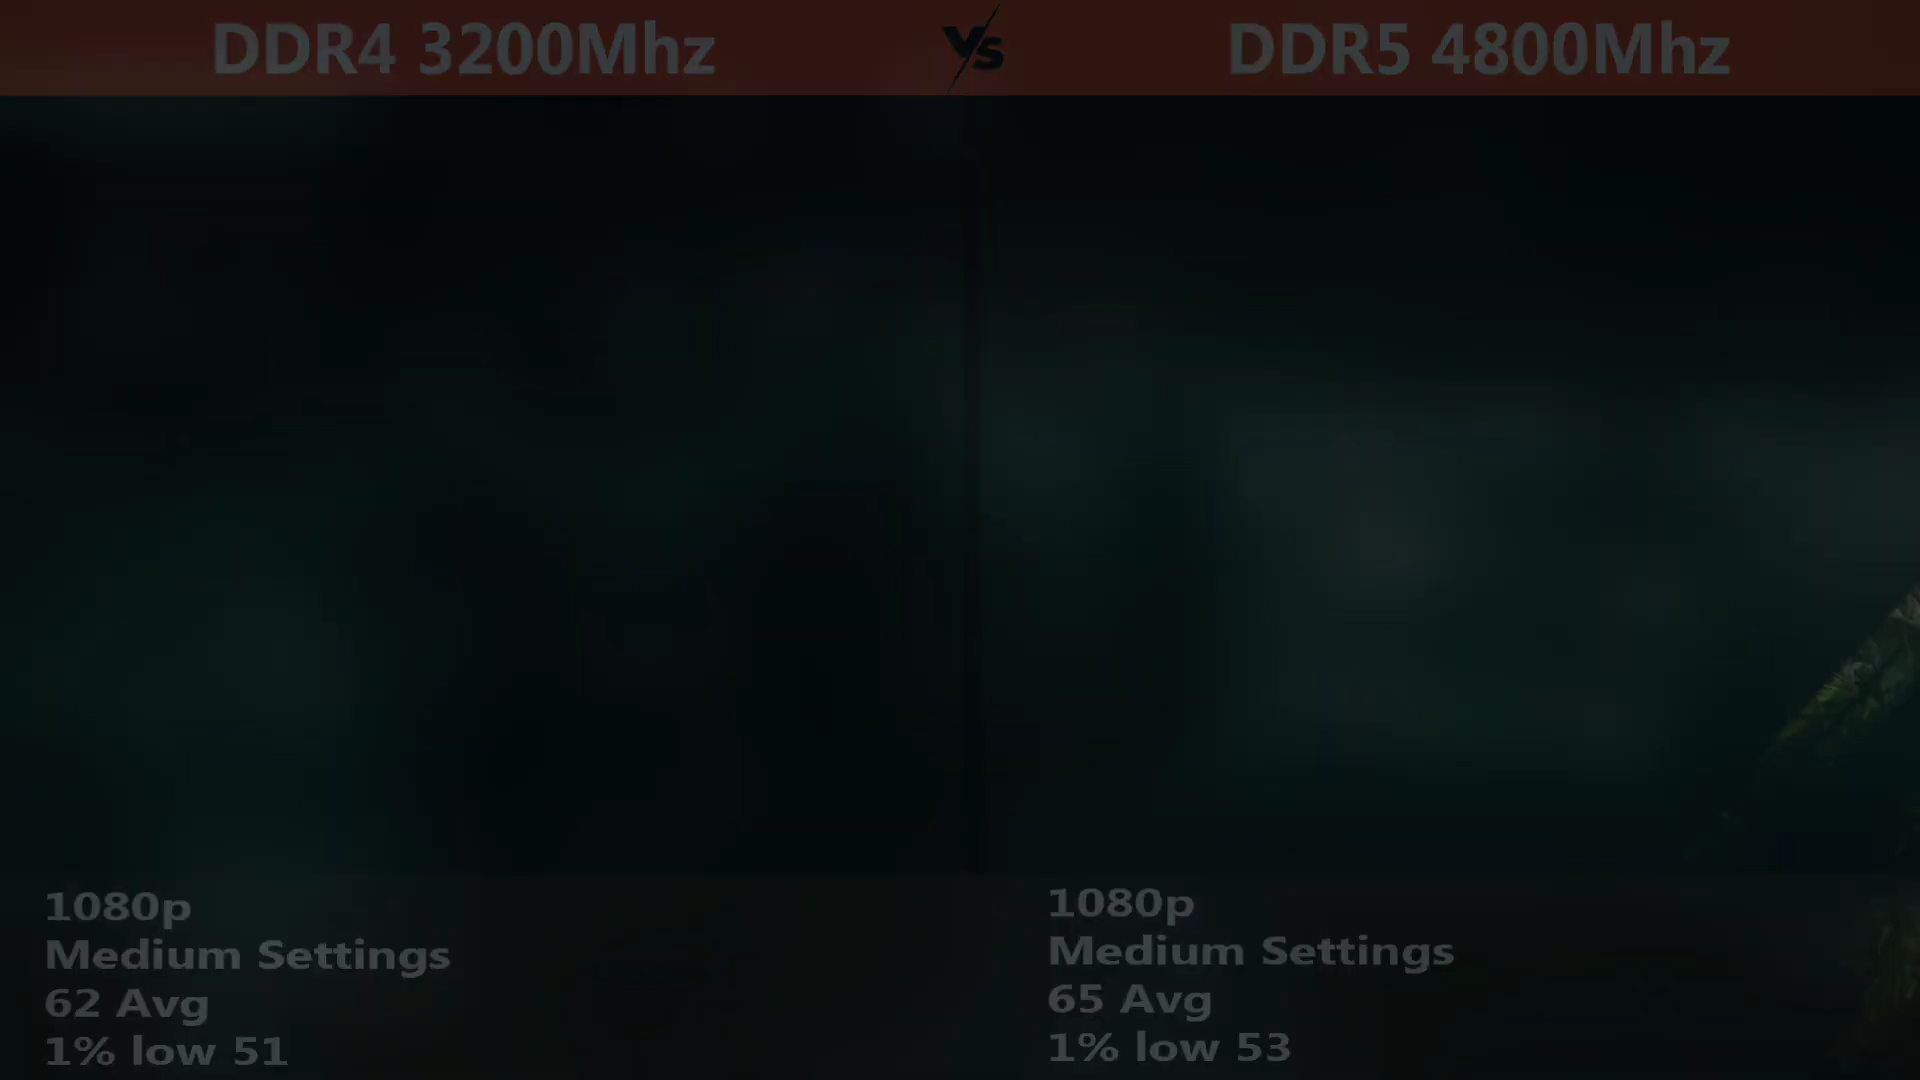 DDR4 3200Mhz
VS
DDR5 4800Mhz
1080p
Medium Settings
62 Avg
1% low 51
1080p
Medium Settings
65 Avg
1% low 53